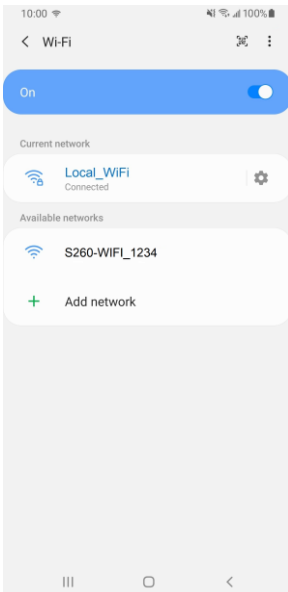 10:00 100%
Wi-Fi
On
Current network
Local_WiFi
Connected
Available networks
S260-WIFI_1234
Add network